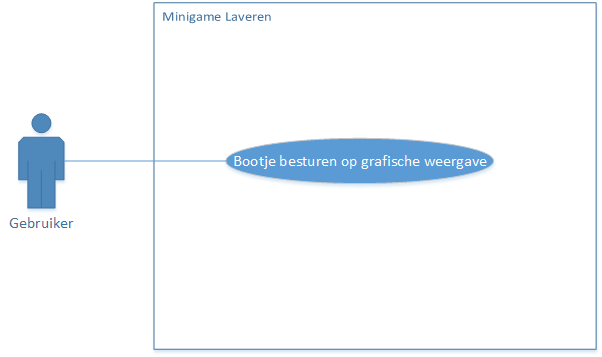 Minigame Laveren
Bootje besturen op grafische weergave
Gebruiker